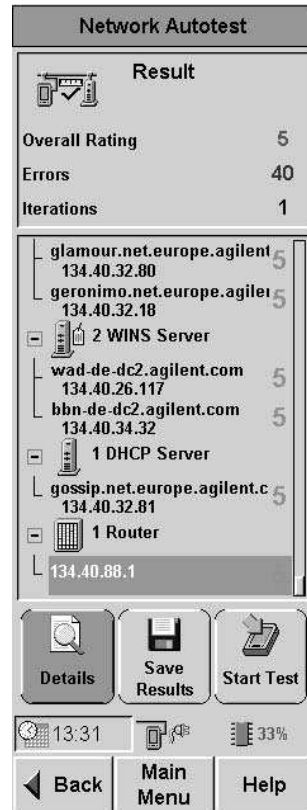 Network Autotest
Result
Overall Rating 5
Errors 40
Iterations 1
glamour.net.europe.agilent 5
134.40.32.80
geronimo.net.europe.agiler 5
134.40.32.18
2 WINS Server
wad-de-dc2.agilent.com 5
134.40.26.117
bbn-de-dc2.agilent.com 5
134.40.34.32
1 DHCP Server
gossip.net.europe.agilent.c 5
134.40.32.81
1 Router
134.40.88.1
Details
Save Results
Start Test
13:31
33%
Back
Main Menu
Help